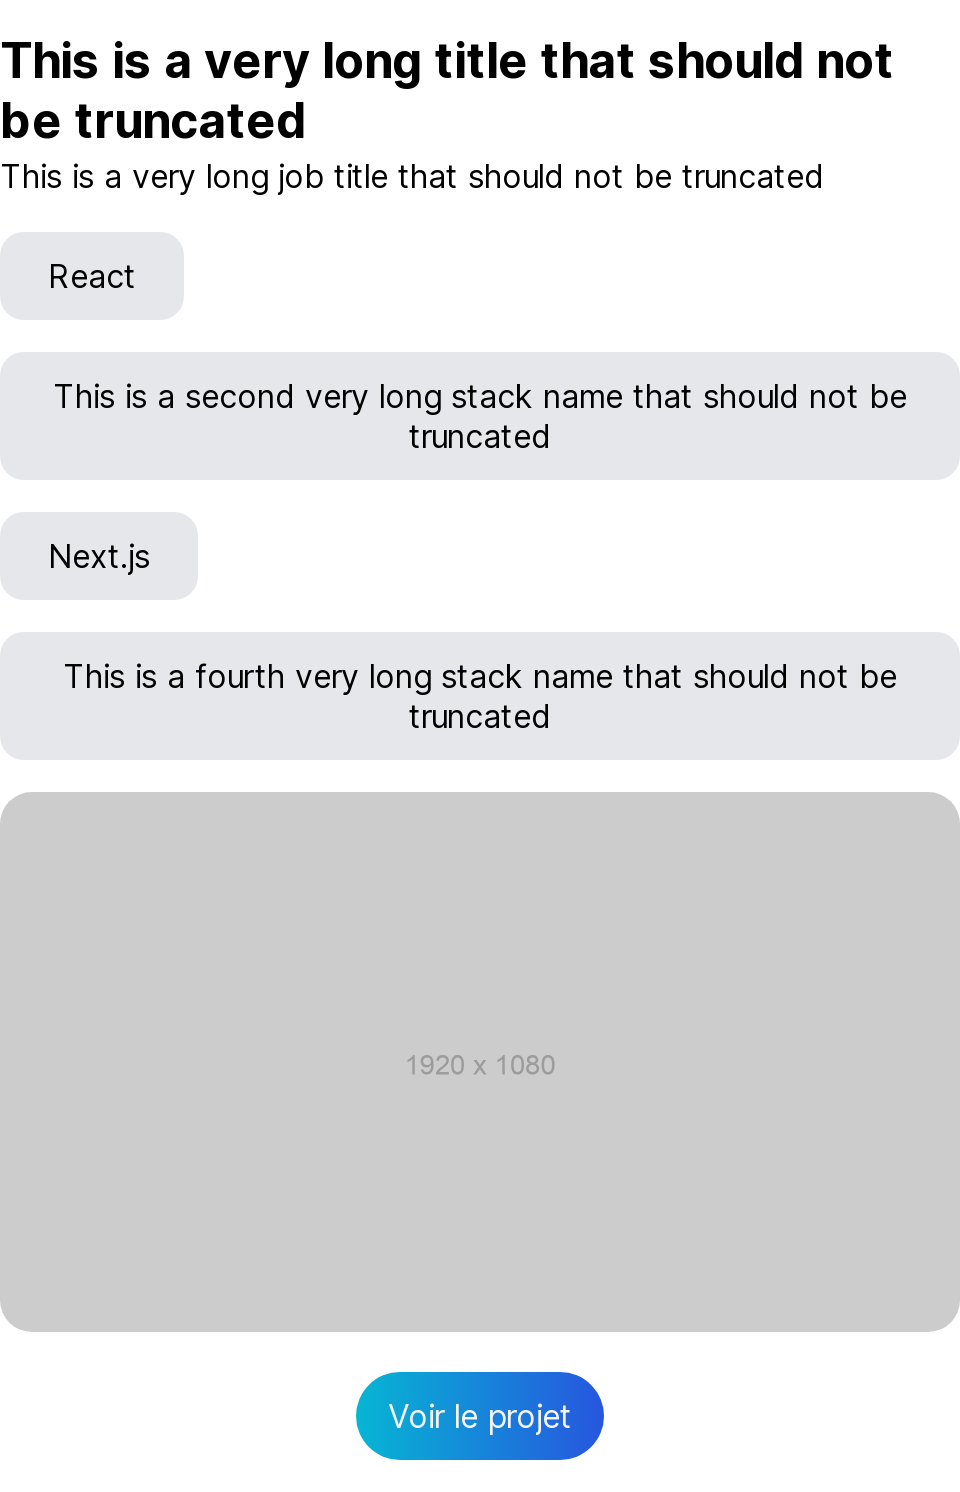 This is a very long title that should not
be truncated
This is a very long job title that should not be truncated
React
This is a second very long stack name that should not be
truncated
Next.js
This is a fourth very long stack name that should not be
truncated
1920 x 1080
Voir le projet